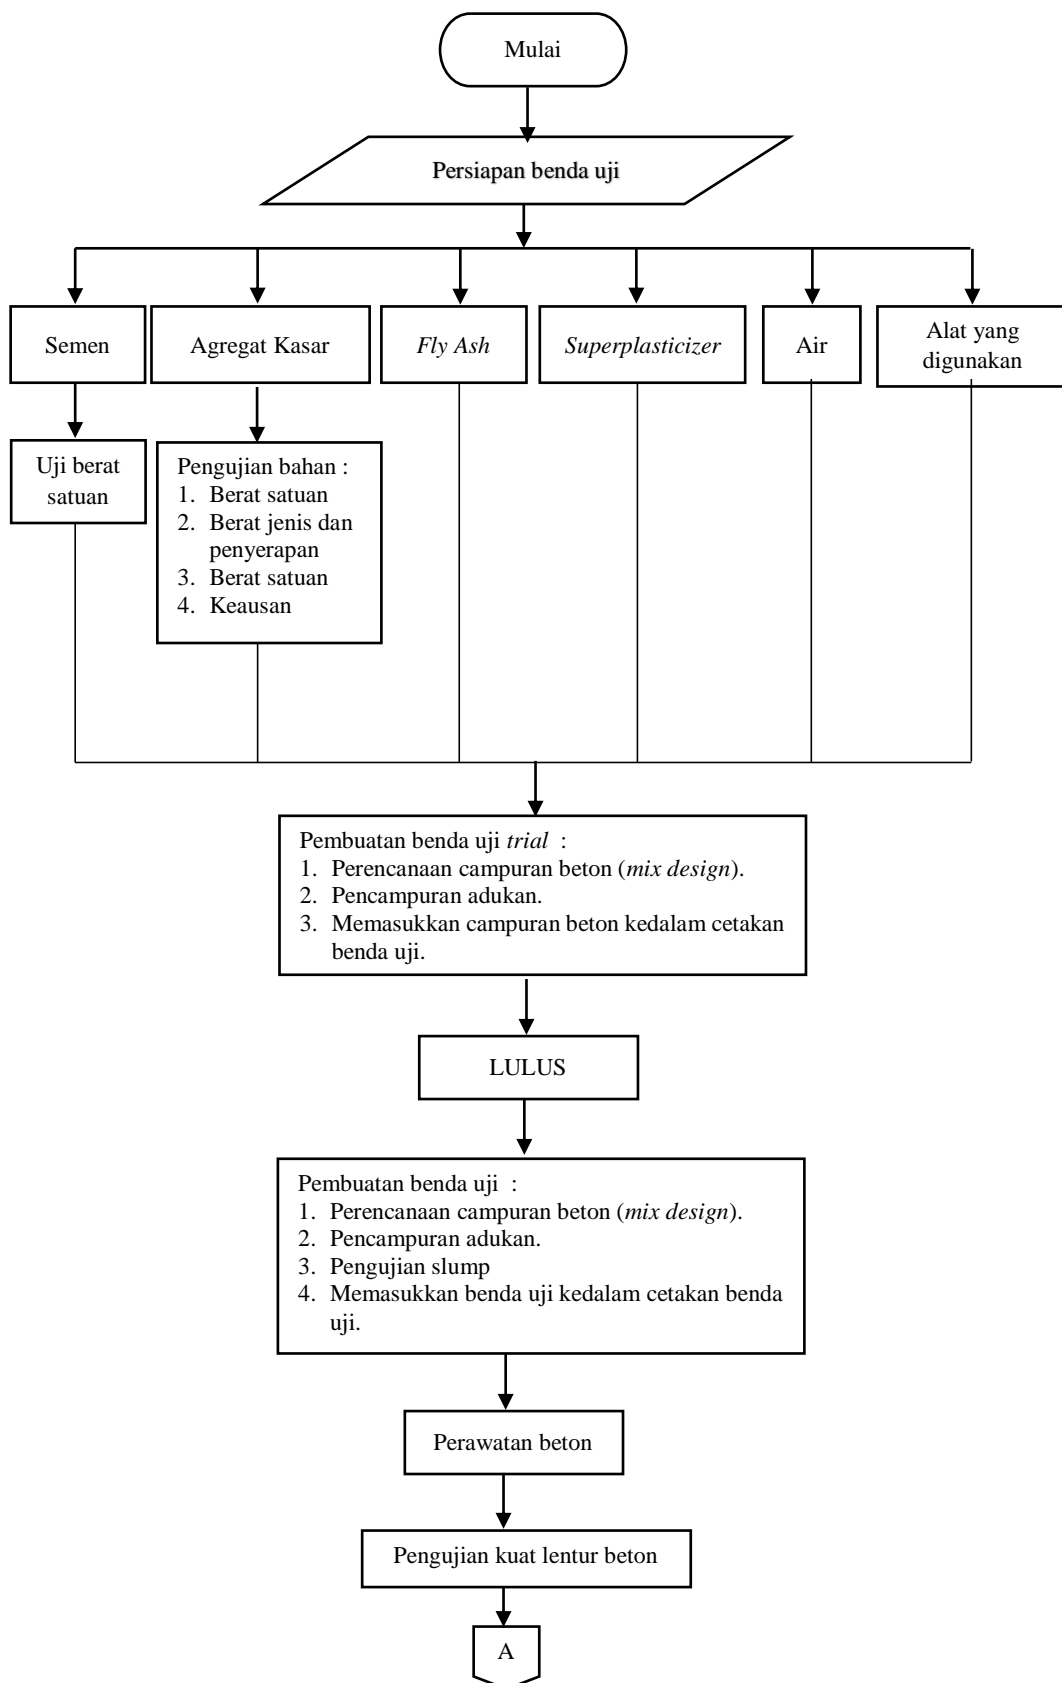 Mulai
Persiapan benda uji
Semen
Agregat Kasar
Fly Ash
Superplasticizer
Air
Alat yang
digunakan
Uji berat
satuan
Pengujian bahan :
1. Berat satuan
2. Berat jenis dan
penyerapan
3. Berat satuan
4. Keausan
Pembuatan benda uji trial :
1. Perencanaan campuran beton (mix design).
2. Pencampuran adukan.
3. Memasukkan campuran beton kedalam cetakan
benda uji.
LULUS
Pembuatan benda uji :
1. Perencanaan campuran beton (mix design).
2. Pencampuran adukan.
3. Pengujian slump
4. Memasukkan benda uji kedalam cetakan benda
uji.
Perawatan beton
Pengujian kuat lentur beton
A